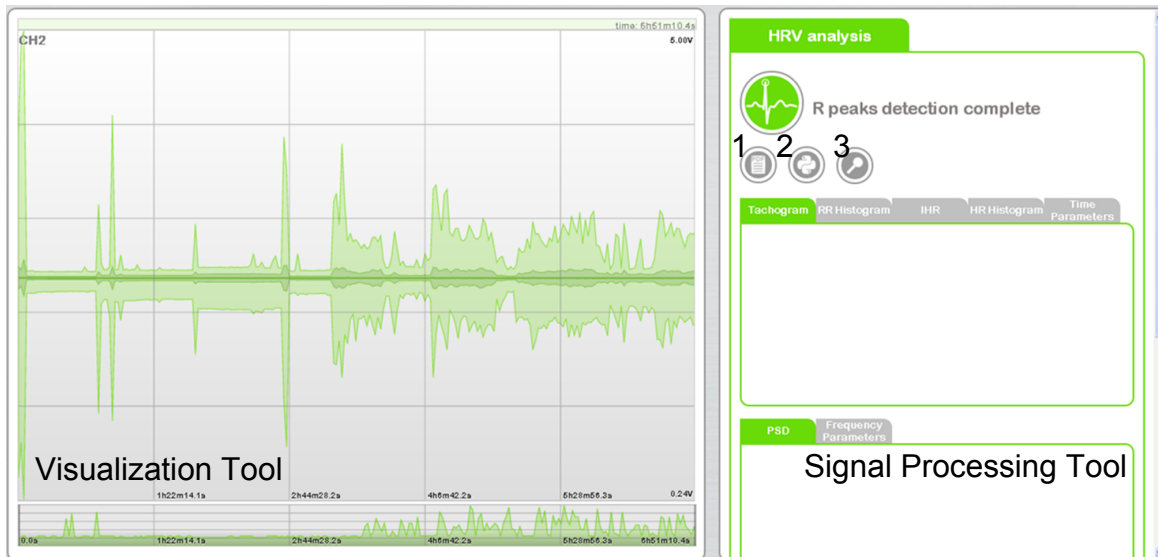 time: 6h51m10.4s
CH2
5.00V
Visualization Tool
1h22m14.1s
2h44m28.2s
4h6m42.2s
5h28m56.3s
0.24V
0.0s
1h22m14.1s
2h44m28.2s
4h6m42.2s
5h28m56.3s
6h51m10.4s
HRV analysis
R peaks detection complete
1
2
3
PDF
Tachogram
RR Histogram
IHR
HR Histogram
Time
Parameters
PSD
Frequency
Parameters
Signal Processing Tool